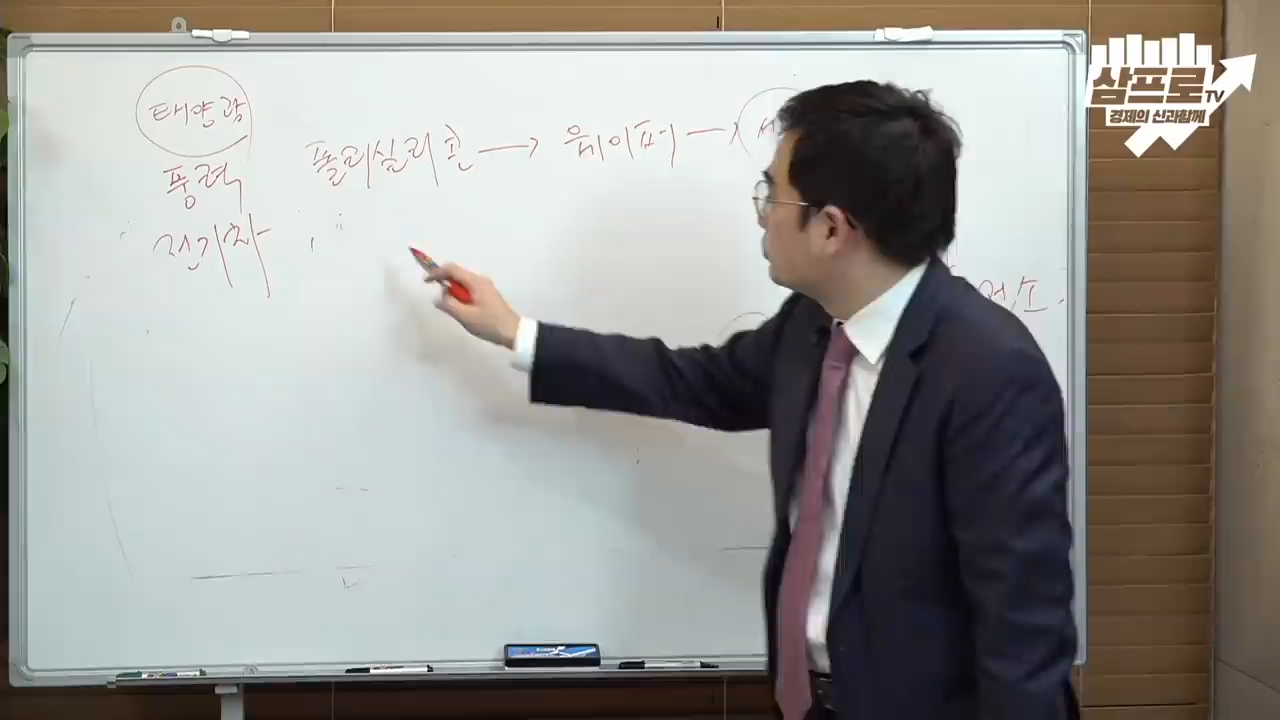 태양광
풍력
전기차
폴리실리콘 → 웨이퍼 →
삼프로TV
경제의 신과함께